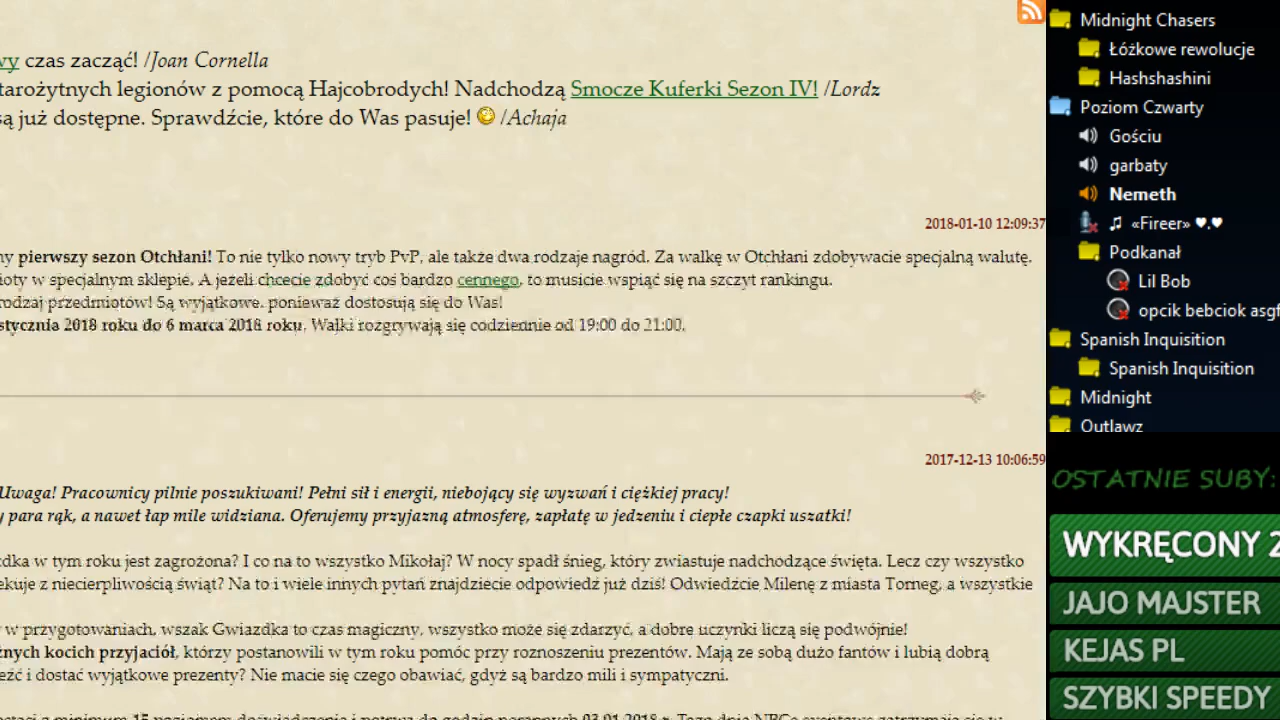 wy czas zacząć! /Joan Cornella
tarożytnych legionów z pomocą Hajcobrodych! Nadchodzą Smocze Kuferki Sezon IV! /Lordz
są już dostępne. Sprawdźcie, które do Was pasuje! /Achaja
2018-01-10 12:09:37
ny pierwszy sezon Otchłani! To nie tylko nowy tryb PvP, ale także dwa rodzaje nagród. Za walkę w Otchłani zdobywacie specjalną walutę.
ioty w specjalnym sklepie. A jeżeli chcecie zdobyć coś bardzo cennego, to musicie wspiąć się na szczyt rankingu.
rodzaj przedmiotów! Są wyjątkowe. ponieważ dostosują się do Was!
stycznia 2018 roku do 6 marca 2018 roku. Walki rozgrywają się codziennie od 19:00 do 21:00.
2017-12-13 10:06:59
Uwaga! Pracownicy pilnie poszukiwani! Pełni sił i energii, niebojący się wyzwań i ciężkiej pracy!
y para rąk, a nawet łap mile widziana. Oferujemy przyjazną atmosferę, zapłatę w jedzeniu i ciepłe czapki uszatki!
zdka w tym roku jest zagrożona? I co na to wszystko Mikołaj? W nocy spadł śnieg, który zwiastuje nadchodzące święta. Lecz czy wszystko
ekuje z niecierpliwością świąt? Na to i wiele innych pytań znajdziecie odpowiedź już dziś! Odwiedźcie Milenę z miasta Torneg, a wszystkie
w przygotowaniach, wszak Gwiazdka to czas magiczny, wszystko może się zdarzyć, a dobre uczynki liczą się podwójnie!
żnych kocich przyjaciół, którzy postanowili w tym roku pomóc przy roznoszeniu prezentów. Mają ze sobą dużo fantów i lubią dobrą
eźć i dostać wyjątkowe prezenty? Nie macie się czego obawiać, gdyż są bardzo mili i sympatyczni.
Midnight Chasers
Łóżkowe rewolucje
Hashshashini
Poziom Czwarty
Gościu
garbaty
Nemeth
♫ «Fireer» ♥.♥
Podkanał
Lil Bob
opcik bebciok asgf
Spanish Inquisition
Spanish Inquisition
Midnight
Outlawz
OSTATNIE SUBY:
WYKRĘCONY 2
JAJO MAJSTER
KEJAS PL
SZYBKI SPEEDY